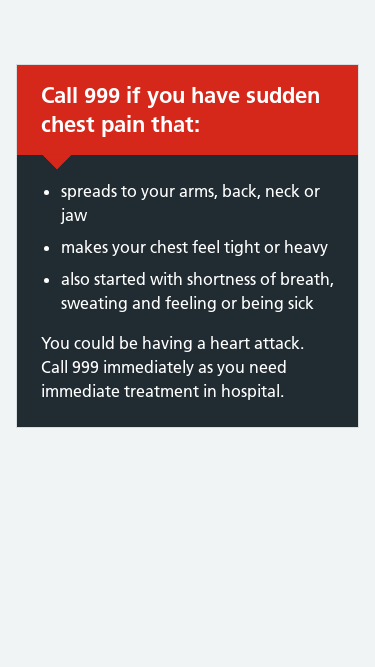 Call 999 if you have sudden
chest pain that:
• spreads to your arms, back, neck or
jaw
• makes your chest feel tight or heavy
• also started with shortness of breath,
sweating and feeling or being sick
You could be having a heart attack.
Call 999 immediately as you need
immediate treatment in hospital.